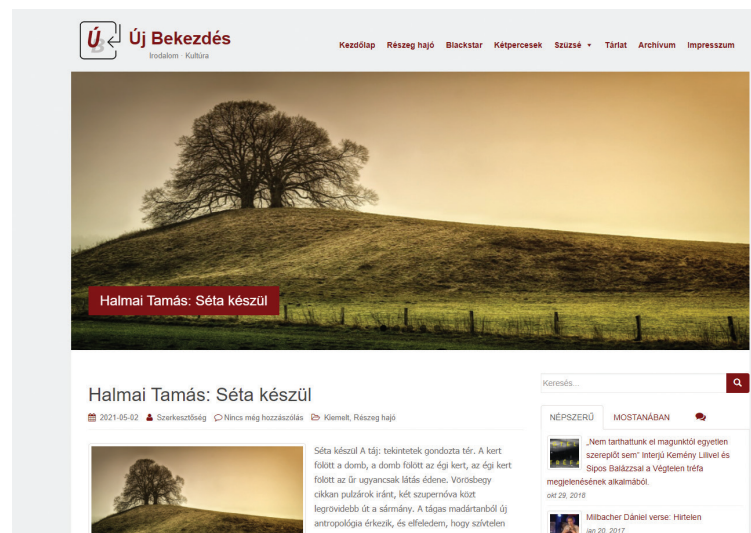 Új Bekezdés
Irodalom · Kultúra
Kezdőlap Részeg hajó Blackstar Kétpercesek Szüzsé Tárlat Archívum Impresszum
Halmai Tamás: Séta készül
Halmai Tamás: Séta készül
2021-05-02 Szerkesztőség Nincs még hozzászólás Kiemelt, Részeg hajó
Séta készül A táj: tekintetek gondozta tér. A kert
fölött a domb, a domb fölött az égi kert, az égi kert
fölött az űr ugyancsak látás édene. Vörösbegy
cikkan pulzárok iránt, két szupernóva közt
legrövidebb út a sármány. A tágas madártanból új
antropológia érkezik, és elfeledem, hogy szívtelen
Keresés...
NÉPSZERŰ MOSTANÁBAN
„Nem tarthattunk el magunktól egyetlen
szereplőt sem" Interjú Kemény Lilivel és
Sipos Balázzsal a Végtelen tréfa
megjelenésének alkalmából.
okt 29, 2018
Milbacher Dániel verse: Hirtelen
jan 20, 2017